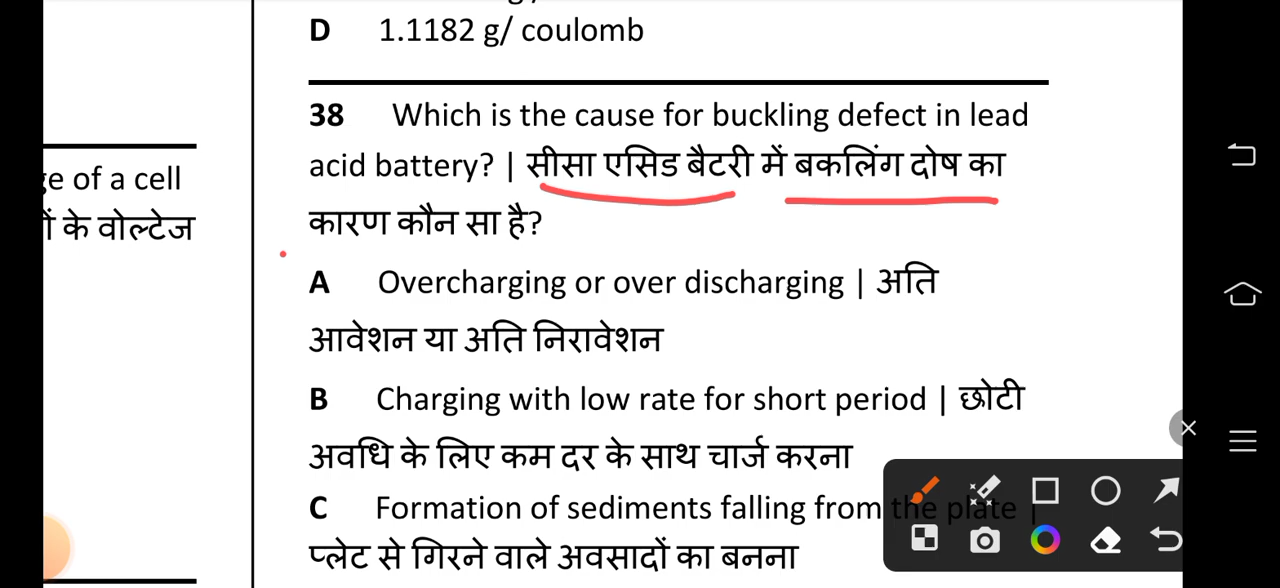 D 1.1182 g/ coulomb
38 Which is the cause for buckling defect in lead
acid battery? | सीसा एसिड बैटरी में बकलिंग दोष का
कारण कौन सा है?
A Overcharging or over discharging | अति
आवेशन या अति निरावेशन
B Charging with low rate for short period | छोटी
अवधि के लिए कम दर के साथ चार्ज करना
C Formation of sediments falling from the plate |
प्लेट से गिरने वाले अवसादों का बनना
e of a cell
के वोल्टेज